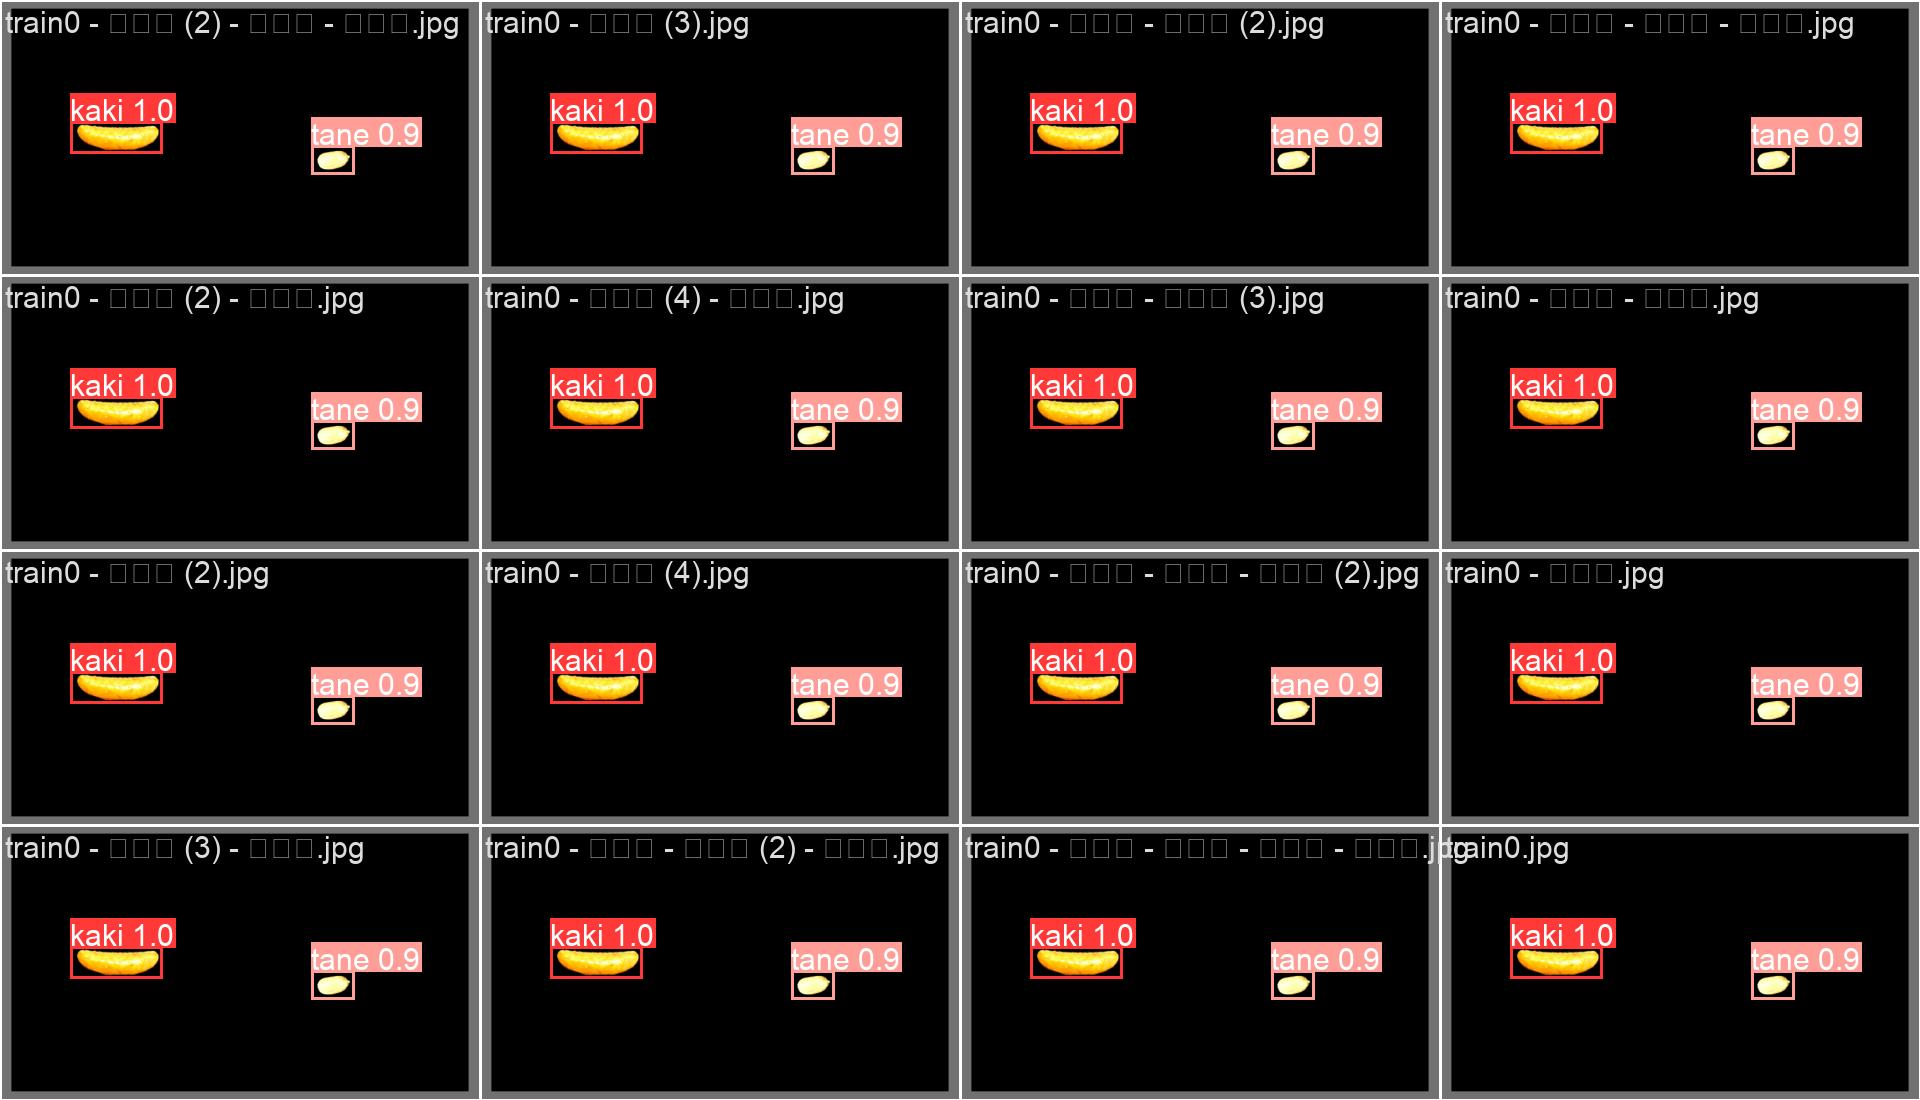 train0 - □□□ (2) - □□□ - □□□.jpg
kaki 1.0
tane 0.9
train0 - □□□ (3).jpg
kaki 1.0
tane 0.9
train0 - □□□ - □□□ (2).jpg
kaki 1.0
tane 0.9
train0 - □□□ - □□□ - □□□.jpg
kaki 1.0
tane 0.9
train0 - □□□ (2) - □□□.jpg
kaki 1.0
tane 0.9
train0 - □□□ (4) - □□□.jpg
kaki 1.0
tane 0.9
train0 - □□□ - □□□ (3).jpg
kaki 1.0
tane 0.9
train0 - □□□ - □□□.jpg
kaki 1.0
tane 0.9
train0 - □□□ (2).jpg
kaki 1.0
tane 0.9
train0 - □□□ (4).jpg
kaki 1.0
tane 0.9
train0 - □□□ - □□□ - □□□ (2).jpg
kaki 1.0
tane 0.9
train0 - □□□.jpg
kaki 1.0
tane 0.9
train0 - □□□ (3) - □□□.jpg
kaki 1.0
tane 0.9
train0 - □□□ - □□□ (2) - □□□.jpg
kaki 1.0
tane 0.9
train0 - □□□ - □□□ - □□□ - □□□.jpg
kaki 1.0
tane 0.9
train0.jpg
kaki 1.0
tane 0.9